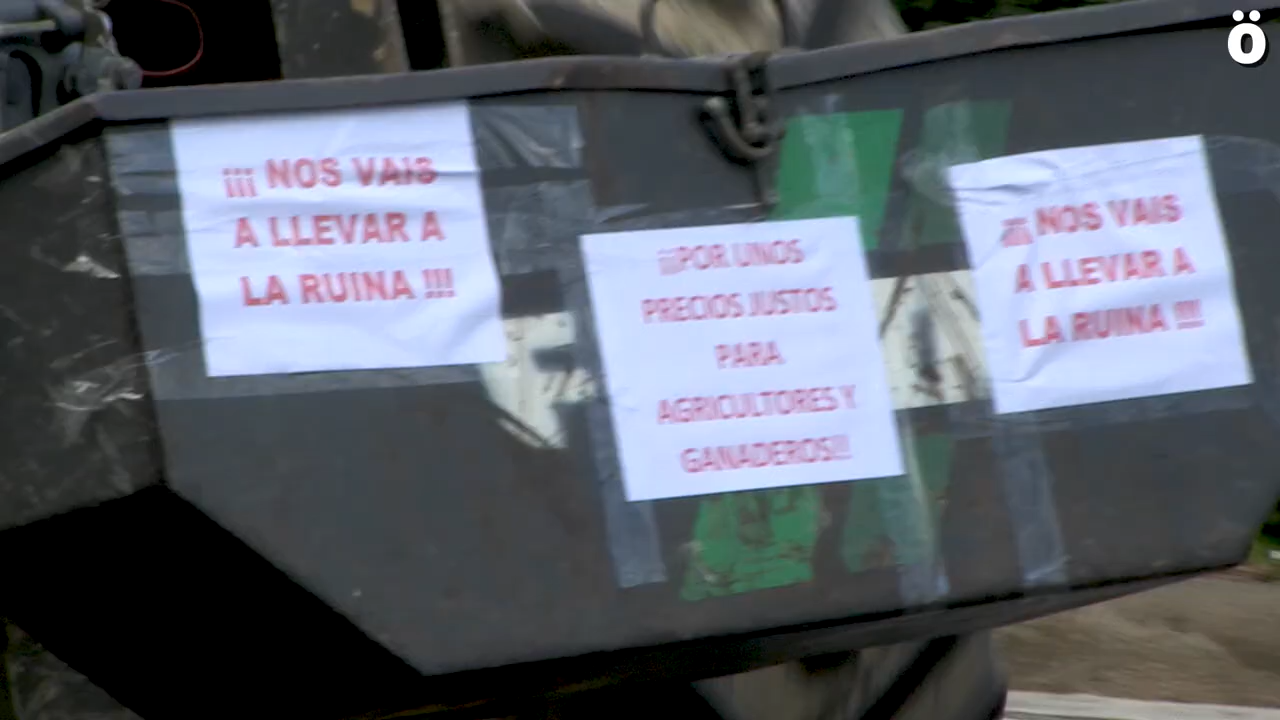 ö
¡¡¡ NOS VAIS
A LLEVAR A
LA RUINA !!!
¡¡POR UNOS
PRECIOS JUSTOS
PARA
AGRICULTORES Y
GANADEROS!!
¡¡¡ NOS VAIS
A LLEVAR A
LA RUINA !!!